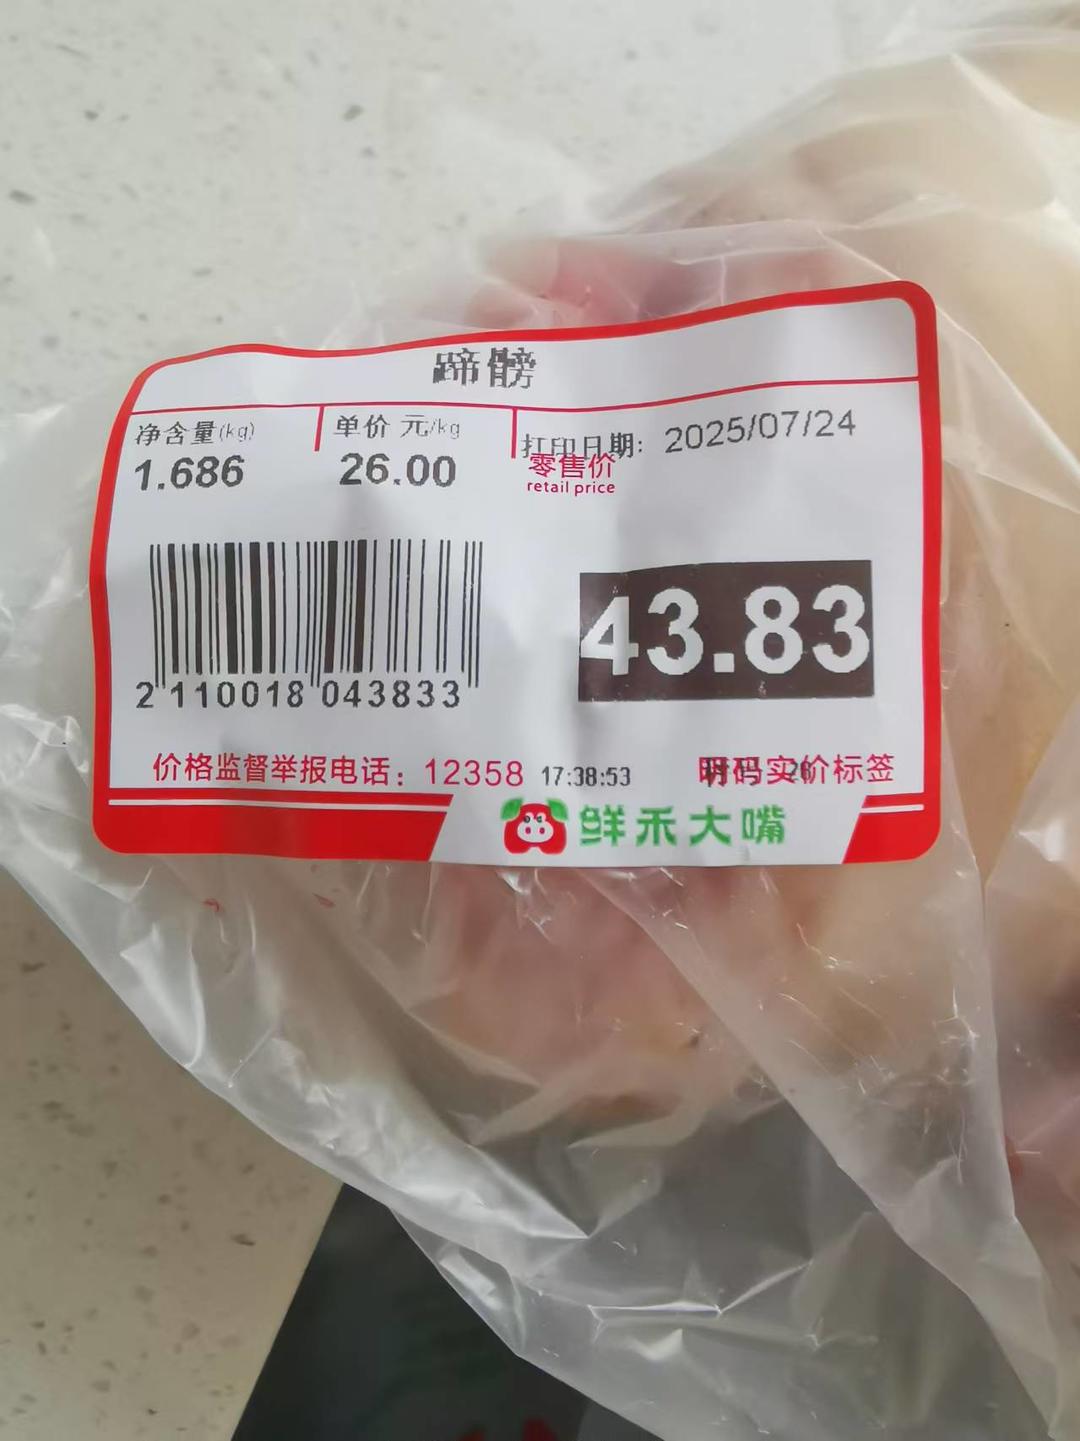 蹄髈
净含量(kg) 单价 元/kg 打印日期: 2025/07/24
1.686 26.00 零售价
retail price
43.83
2 110018 043833
价格监督举报电话：12358 17:38:53 明码实价标签
鲜禾大嘴